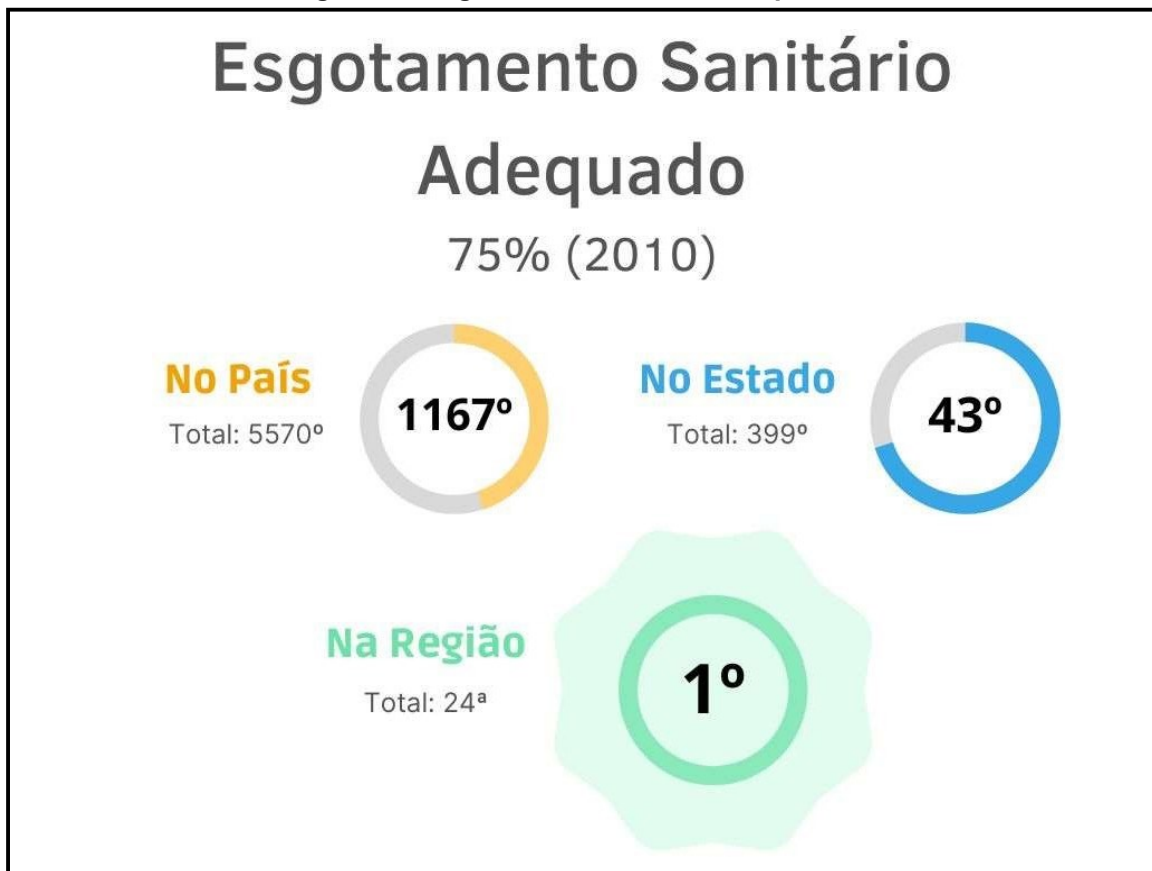 Esgotamento Sanitário
Adequado
75% (2010)
No País
Total: 5570º
1167º
No Estado
Total: 399º
43º
Na Região
Total: 24ª
1º